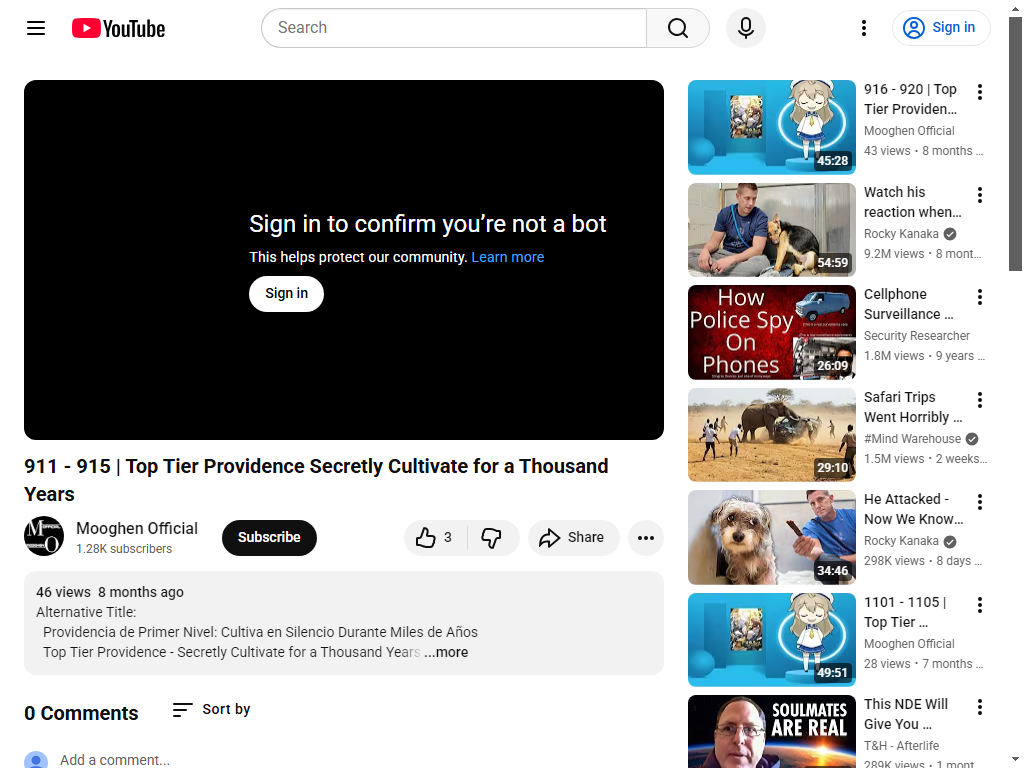 YouTube
Search
Sign in
Sign in to confirm you’re not a bot
This helps protect our community. Learn more
Sign in
911 - 915 | Top Tier Providence Secretly Cultivate for a Thousand
Years
Mooghen Official
1.28K subscribers
Subscribe
3
Share
46 views 8 months ago
Alternative Title:
Providencia de Primer Nivel: Cultiva en Silencio Durante Miles de Años
Top Tier Providence - Secretly Cultivate for a Thousand Years ...more
0 Comments
Sort by
Add a comment...
45:28
916 - 920 | Top
Tier Providen...
Mooghen Official
43 views • 8 months ...
54:59
Watch his
reaction when...
Rocky Kanaka
9.2M views • 8 mont...
How
Police Spy
On
Phones
26:09
Cellphone
Surveillance ...
Security Researcher
1.8M views • 9 years ...
29:10
Safari Trips
Went Horribly ...
#Mind Warehouse
1.5M views • 2 weeks...
34:46
He Attacked -
Now We Know...
Rocky Kanaka
298K views • 8 days ...
49:51
1101 - 1105 |
Top Tier ...
Mooghen Official
28 views • 7 months ...
SOULMATES
ARE REAL
This NDE Will
Give You ...
T&H - Afterlife
289K views • 1 mont...